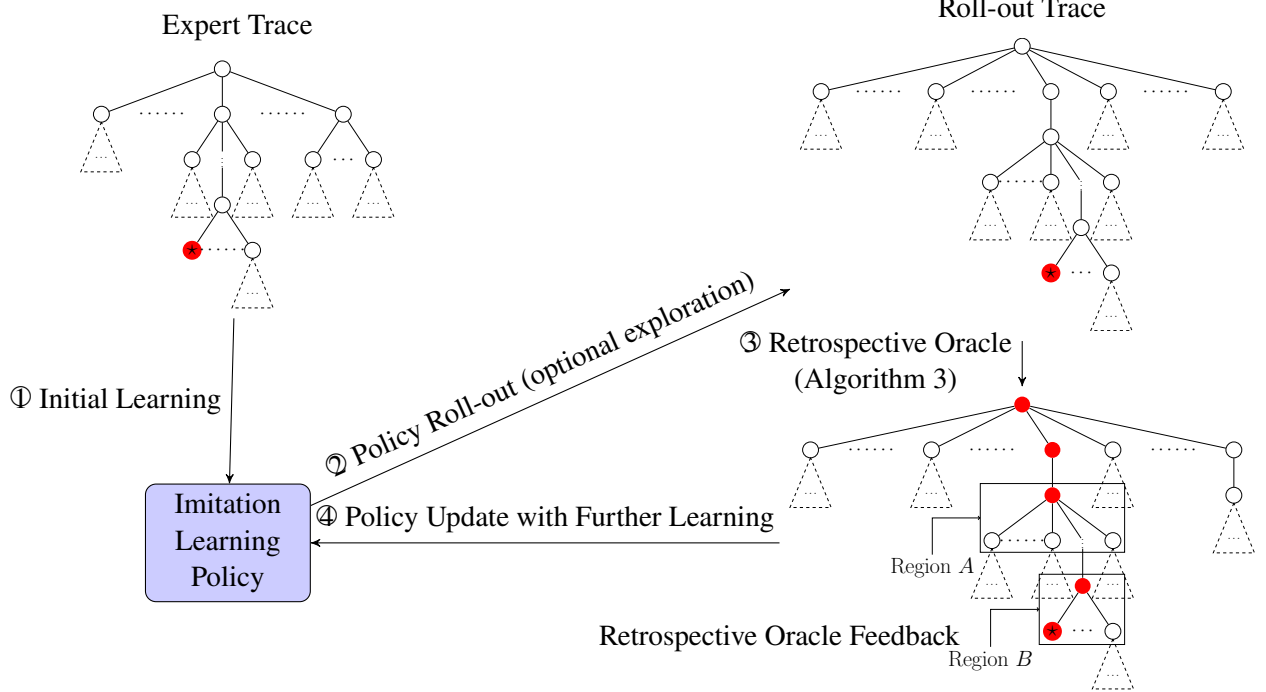 Expert Trace
Roll-out Trace
① Initial Learning
② Policy Roll-out (optional exploration)
③ Retrospective Oracle
(Algorithm 3)
Imitation
Learning
Policy
④ Policy Update with Further Learning
Region A
Retrospective Oracle Feedback
Region B